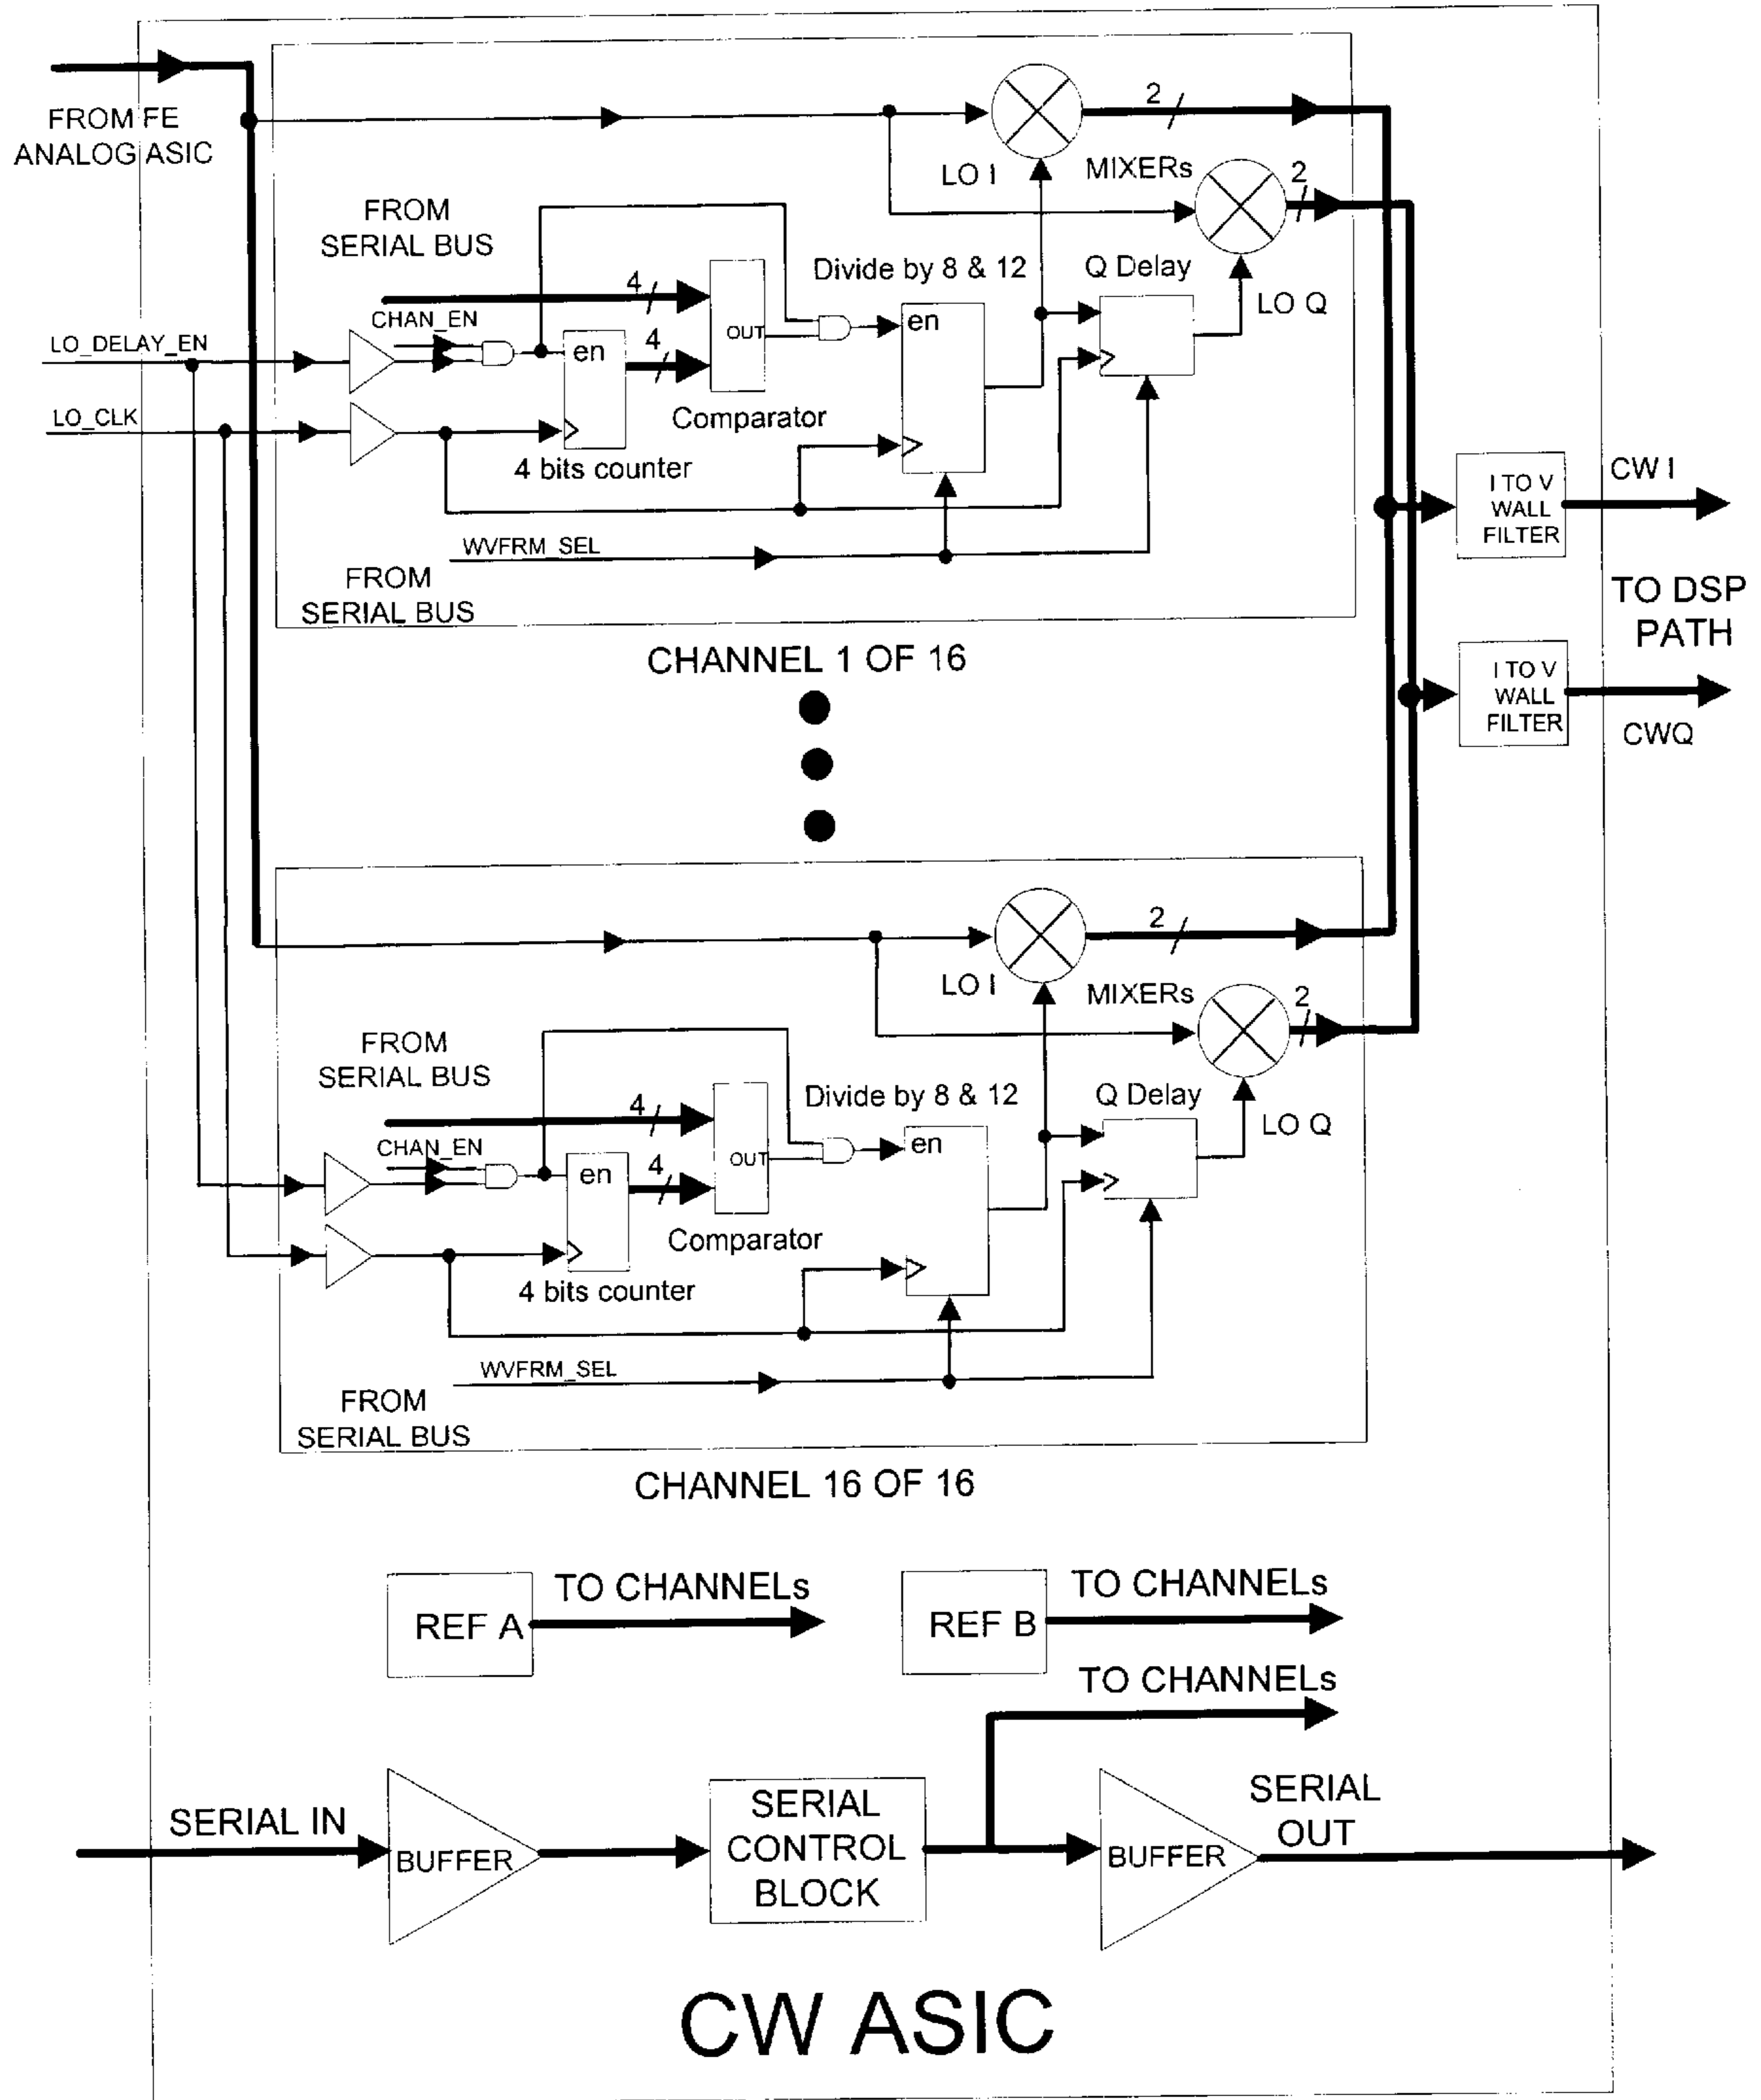 FROM FE
ANALOG ASIC
2
LO I
MIXERs
2
FROM
SERIAL BUS
Divide by 8 & 12
Q Delay
LO Q
4
CHAN_EN
OUT
en
LO_DELAY_EN
en
4
LO_CLK
Comparator
4 bits counter
WVFRM_SEL
FROM
SERIAL BUS
CHANNEL 1 OF 16
I TO V
WALL
FILTER
CW I
TO DSP
PATH
I TO V
WALL
FILTER
CWQ
2
LO I
MIXERs
2
FROM
SERIAL BUS
Divide by 8 & 12
Q Delay
LO Q
4
CHAN_EN
OUT
en
en
4
Comparator
4 bits counter
WVFRM_SEL
FROM
SERIAL BUS
CHANNEL 16 OF 16
REF A
TO CHANNELs
REF B
TO CHANNELs
TO CHANNELs
SERIAL IN
BUFFER
SERIAL
CONTROL
BLOCK
BUFFER
SERIAL
OUT
CW ASIC